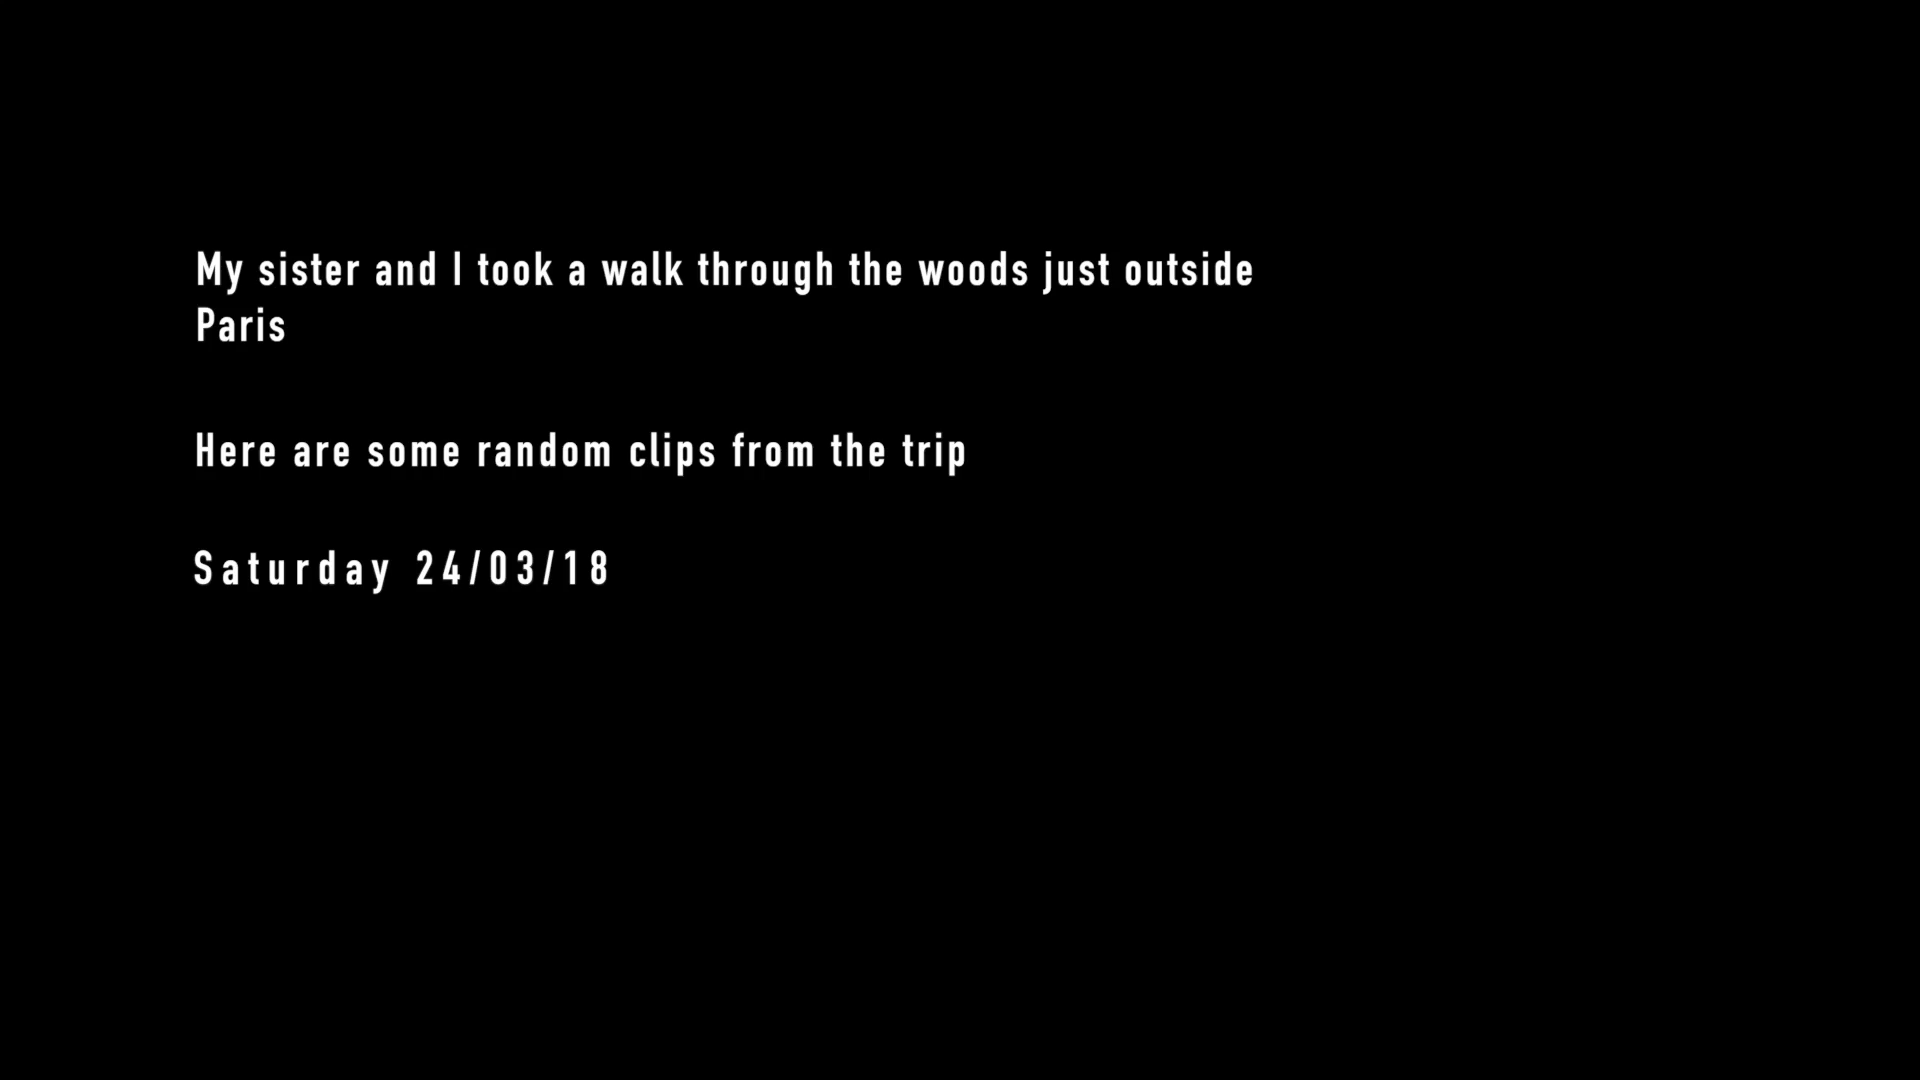 My sister and I took a walk through the woods just outside
Paris
Here are some random clips from the trip
Saturday 24/03/18